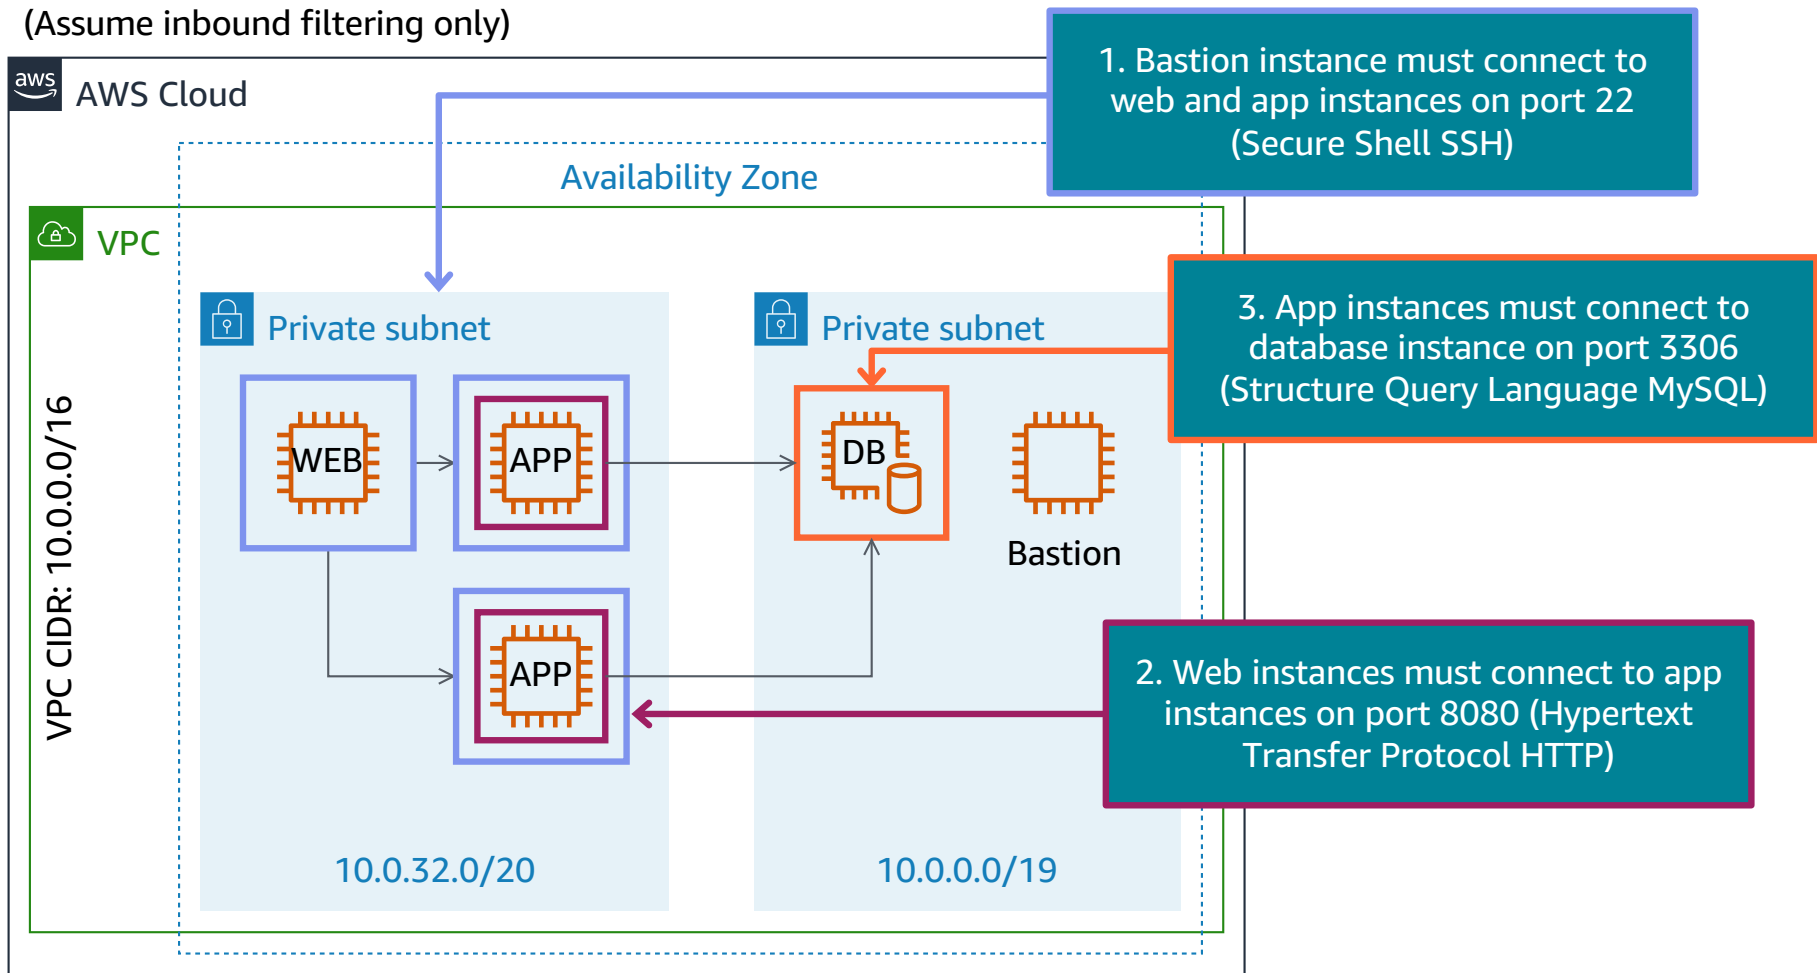 (Assume inbound filtering only)
aws
AWS Cloud
1. Bastion instance must connect to
web and app instances on port 22
(Secure Shell SSH)
Availability Zone
VPC
VPC CIDR: 10.0.0.0/16
Private subnet
Private subnet
3. App instances must connect to
database instance on port 3306
(Structure Query Language MySQL)
WEB
APP
DB
Bastion
APP
2. Web instances must connect to app
instances on port 8080 (Hypertext
Transfer Protocol HTTP)
10.0.32.0/20
10.0.0.0/19